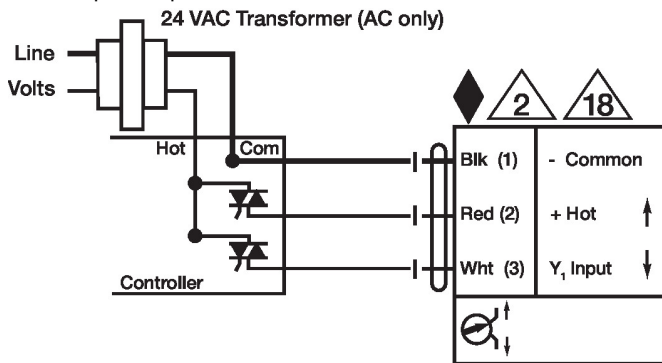 24 VAC Transformer (AC only)
Line
Volts
2
18
Hot
Com
Blk (1)
- Common
Red (2)
+ Hot
Wht (3)
Y₁ Input
Controller